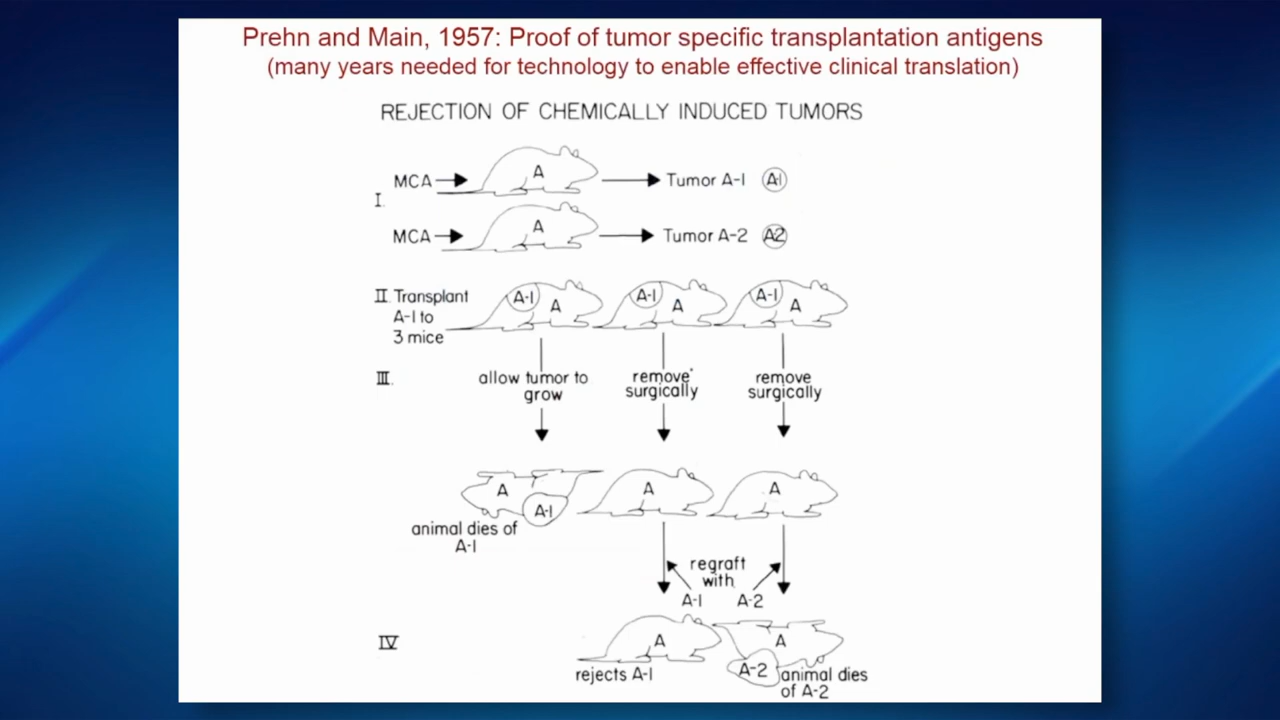 Prehn and Main, 1957: Proof of tumor specific transplantation antigens
(many years needed for technology to enable effective clinical translation)
REJECTION OF CHEMICALLY INDUCED TUMORS
I.
MCA
A
Tumor A-1
A1
MCA
A
Tumor A-2
A2
II. Transplant
A-1 to
3 mice
A-1
A
A-1
A
A-1
A
III.
allow tumor to
grow
remove
surgically
remove
surgically
A
A-1
animal dies of
A-1
A
A
regraft
with
A-1
A-2
IV
A
rejects A-1
A
A-2
animal dies
of A-2